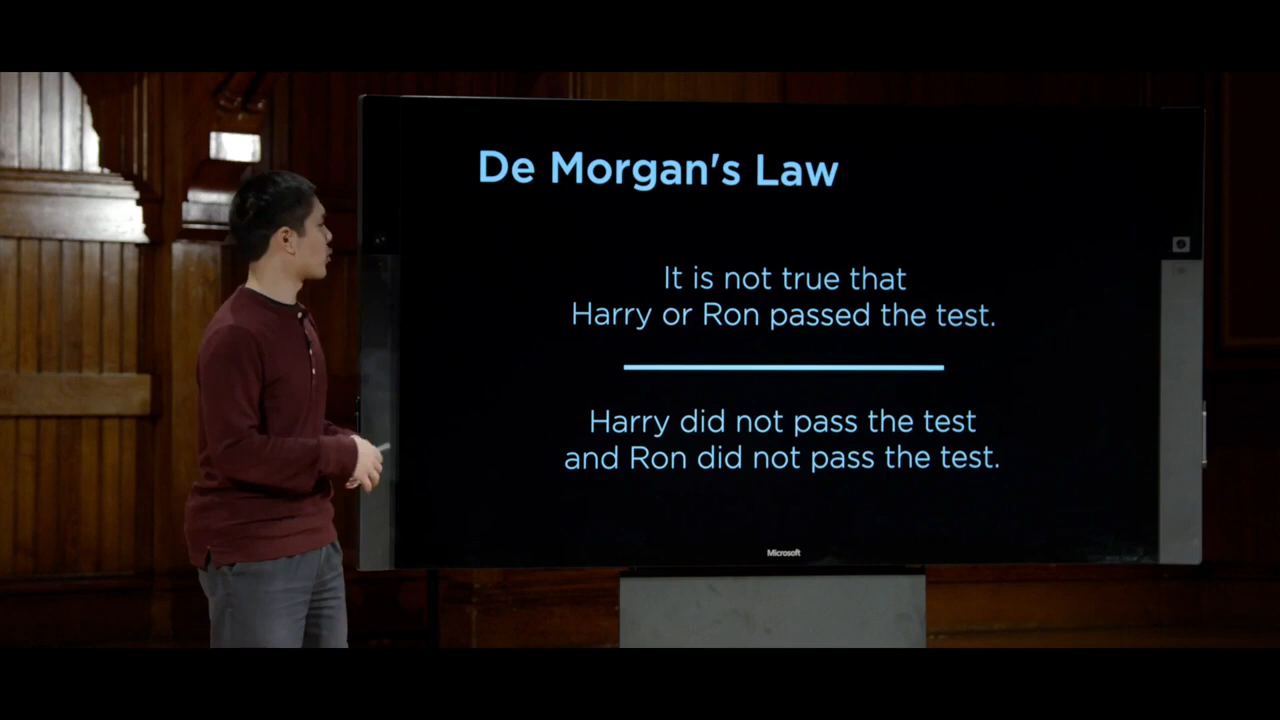 De Morgan's Law
It is not true that
Harry or Ron passed the test.
Harry did not pass the test
and Ron did not pass the test.
Microsoft